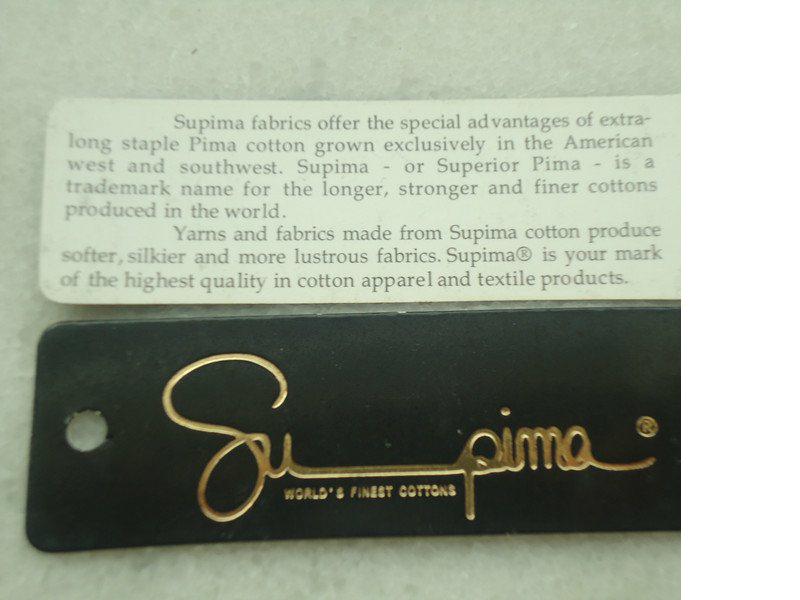 Supima fabrics offer the special advantages of extra-
long staple Pima cotton grown exclusively in the American
west and southwest. Supima - or Superior Pima - is a
trademark name for the longer, stronger and finer cottons
produced in the world.
Yarns and fabrics made from Supima cotton produce
softer, silkier and more lustrous fabrics. Supima® is your mark
of the highest quality in cotton apparel and textile products.
Supima®
WORLD'S FINEST COTTONS